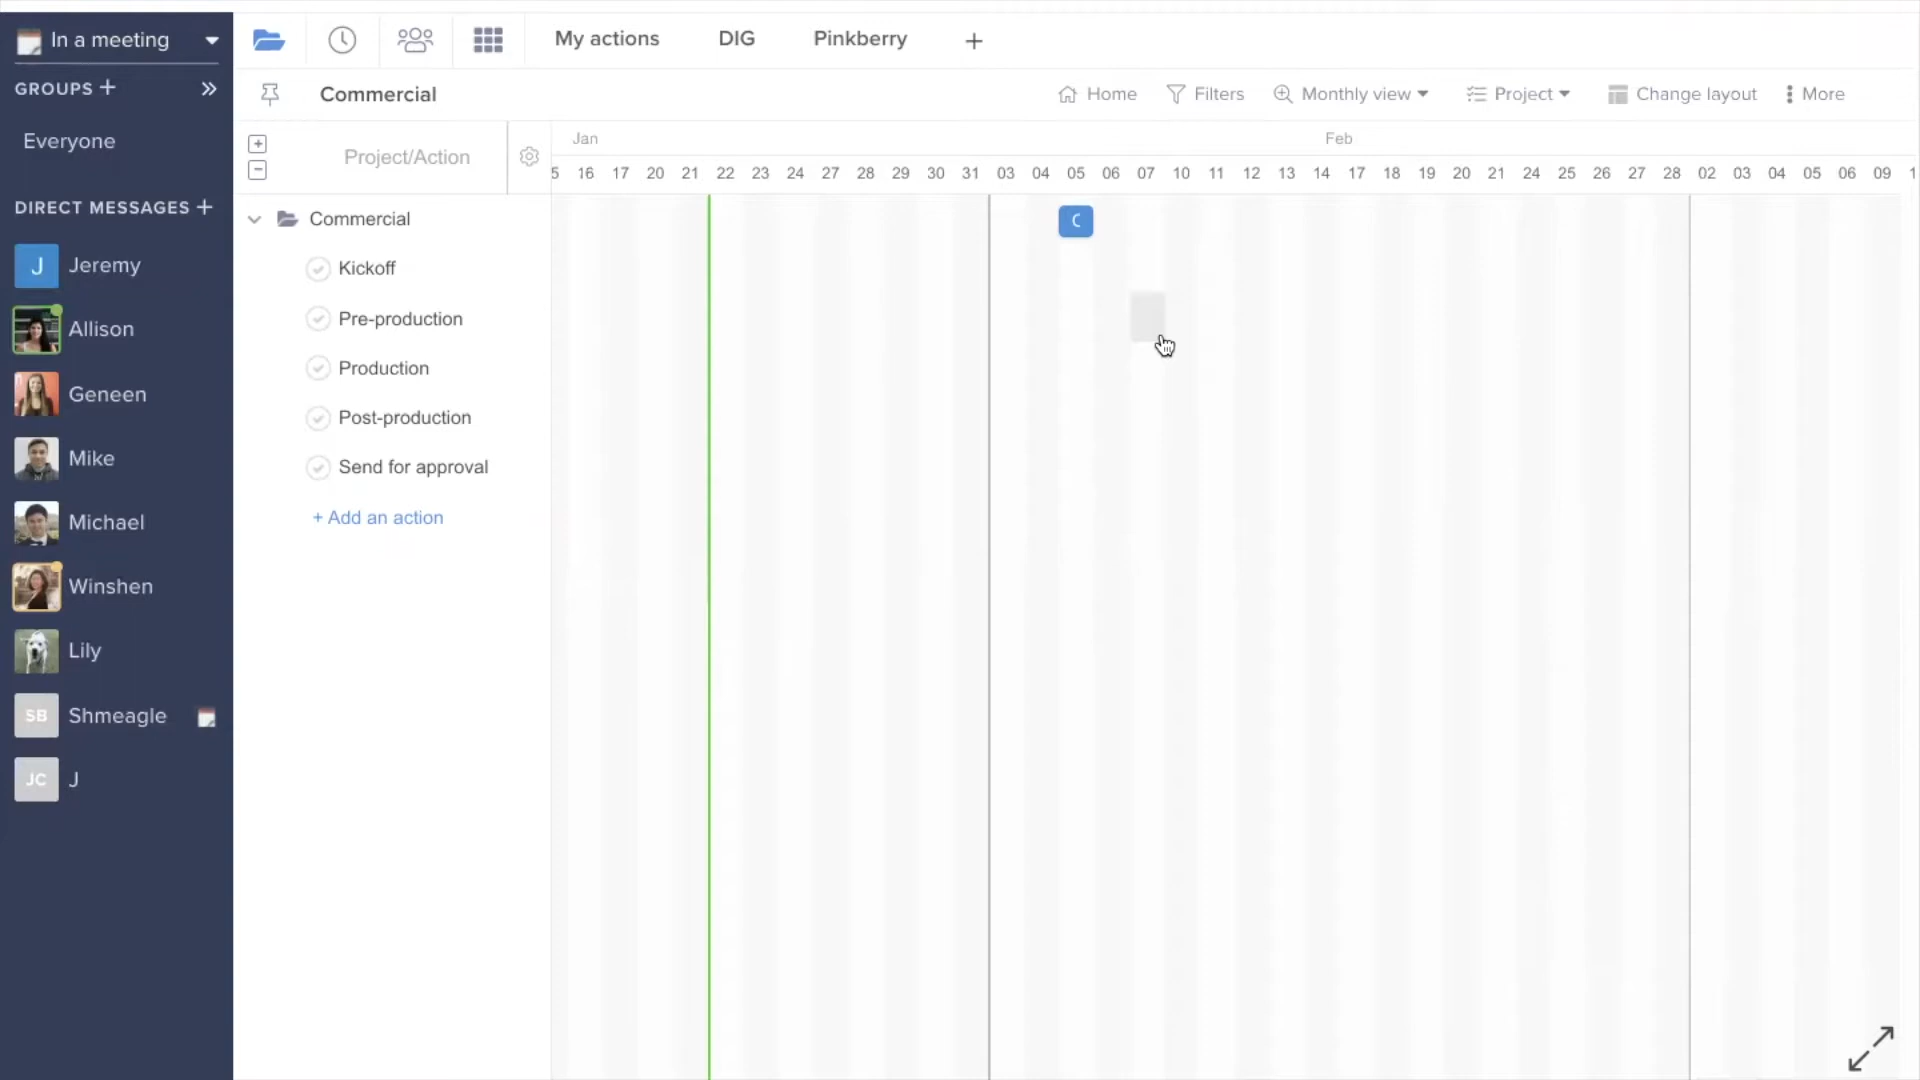 In a meeting
My actions DIG Pinkberry +
GROUPS +
Commercial
Home Filters Monthly view Project Change layout More
Everyone
Project/Action
Jan Feb
5 16 17 20 21 22 23 24 27 28 29 30 31 03 04 05 06 07 10 11 12 13 14 17 18 19 20 21 24 25 26 27 28 02 03 04 05 06 09 1
DIRECT MESSAGES +
Commercial
C
Kickoff
Pre-production
Production
Post-production
Send for approval
+ Add an action
J Jeremy
Allison
Geneen
Mike
Michael
Winshen
Lily
SB Shmeagle
JC J